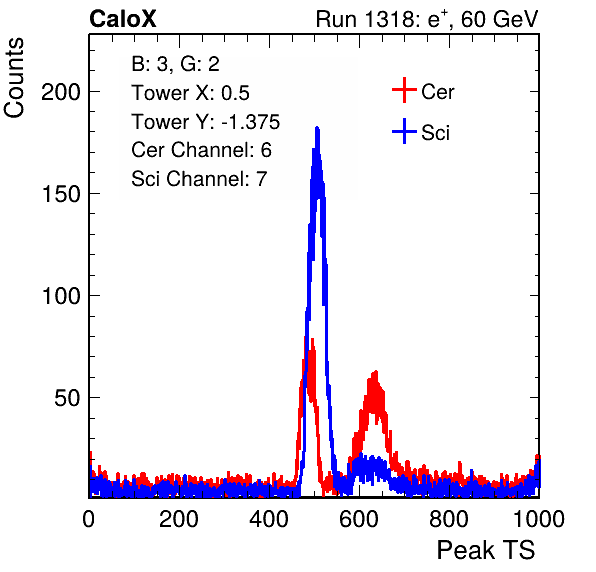 CaloX Run 1318: e⁺, 60 GeV
Counts
B: 3, G: 2
Tower X: 0.5
Tower Y: -1.375
Cer Channel: 6
Sci Channel: 7
Cer
Sci
200
150
100
50
0 200 400 600 800 1000
Peak TS